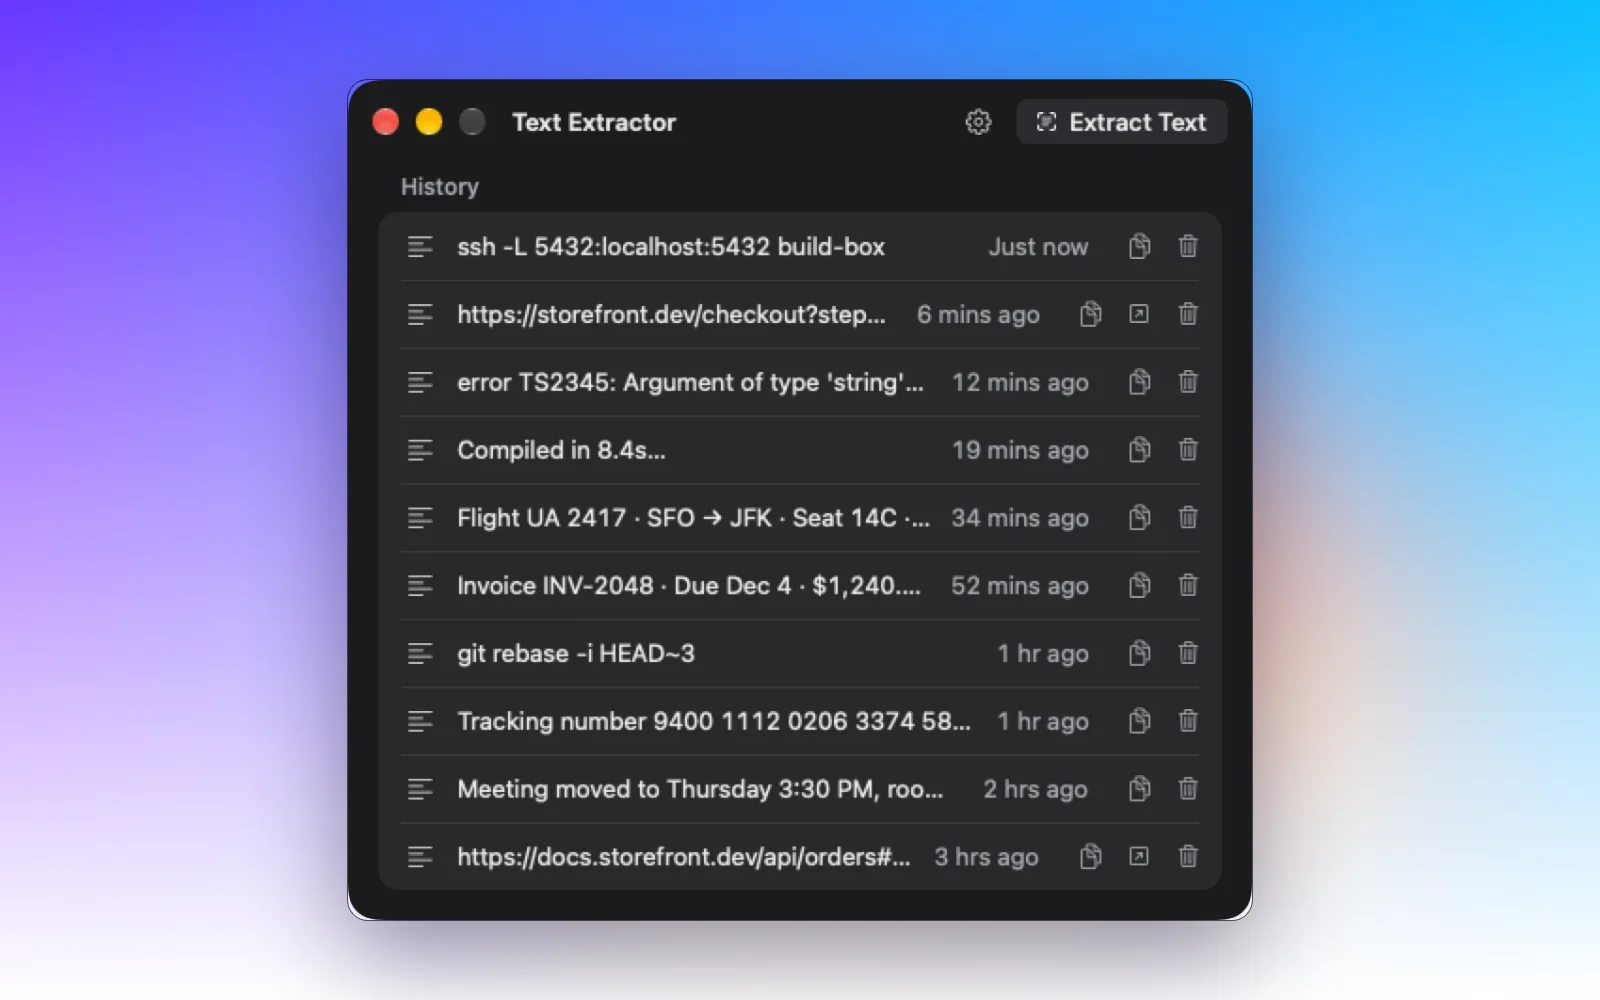 Text Extractor
Extract Text
History
ssh -L 5432:localhost:5432 build-box Just now
https://storefront.dev/checkout?step... 6 mins ago
error TS2345: Argument of type 'string'... 12 mins ago
Compiled in 8.4s... 19 mins ago
Flight UA 2417 · SFO → JFK · Seat 14C ·... 34 mins ago
Invoice INV-2048 · Due Dec 4 · $1,240.... 52 mins ago
git rebase -i HEAD~3 1 hr ago
Tracking number 9400 1112 0206 3374 58... 1 hr ago
Meeting moved to Thursday 3:30 PM, roo... 2 hrs ago
https://docs.storefront.dev/api/orders#... 3 hrs ago